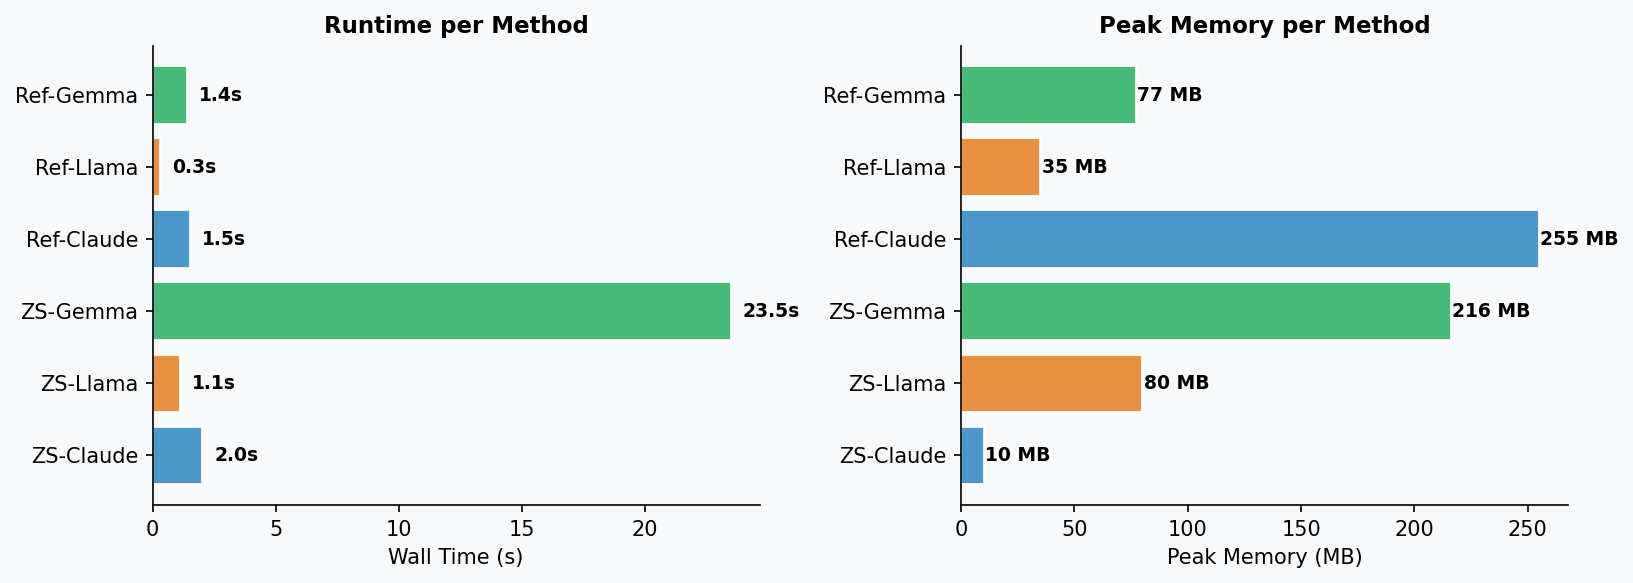 Runtime per Method
Ref-Gemma 1.4s
Ref-Llama 0.3s
Ref-Claude 1.5s
ZS-Gemma 23.5s
ZS-Llama 1.1s
ZS-Claude 2.0s
0 5 10 15 20
Wall Time (s)
Peak Memory per Method
Ref-Gemma 77 MB
Ref-Llama 35 MB
Ref-Claude 255 MB
ZS-Gemma 216 MB
ZS-Llama 80 MB
ZS-Claude 10 MB
0 50 100 150 200 250
Peak Memory (MB)